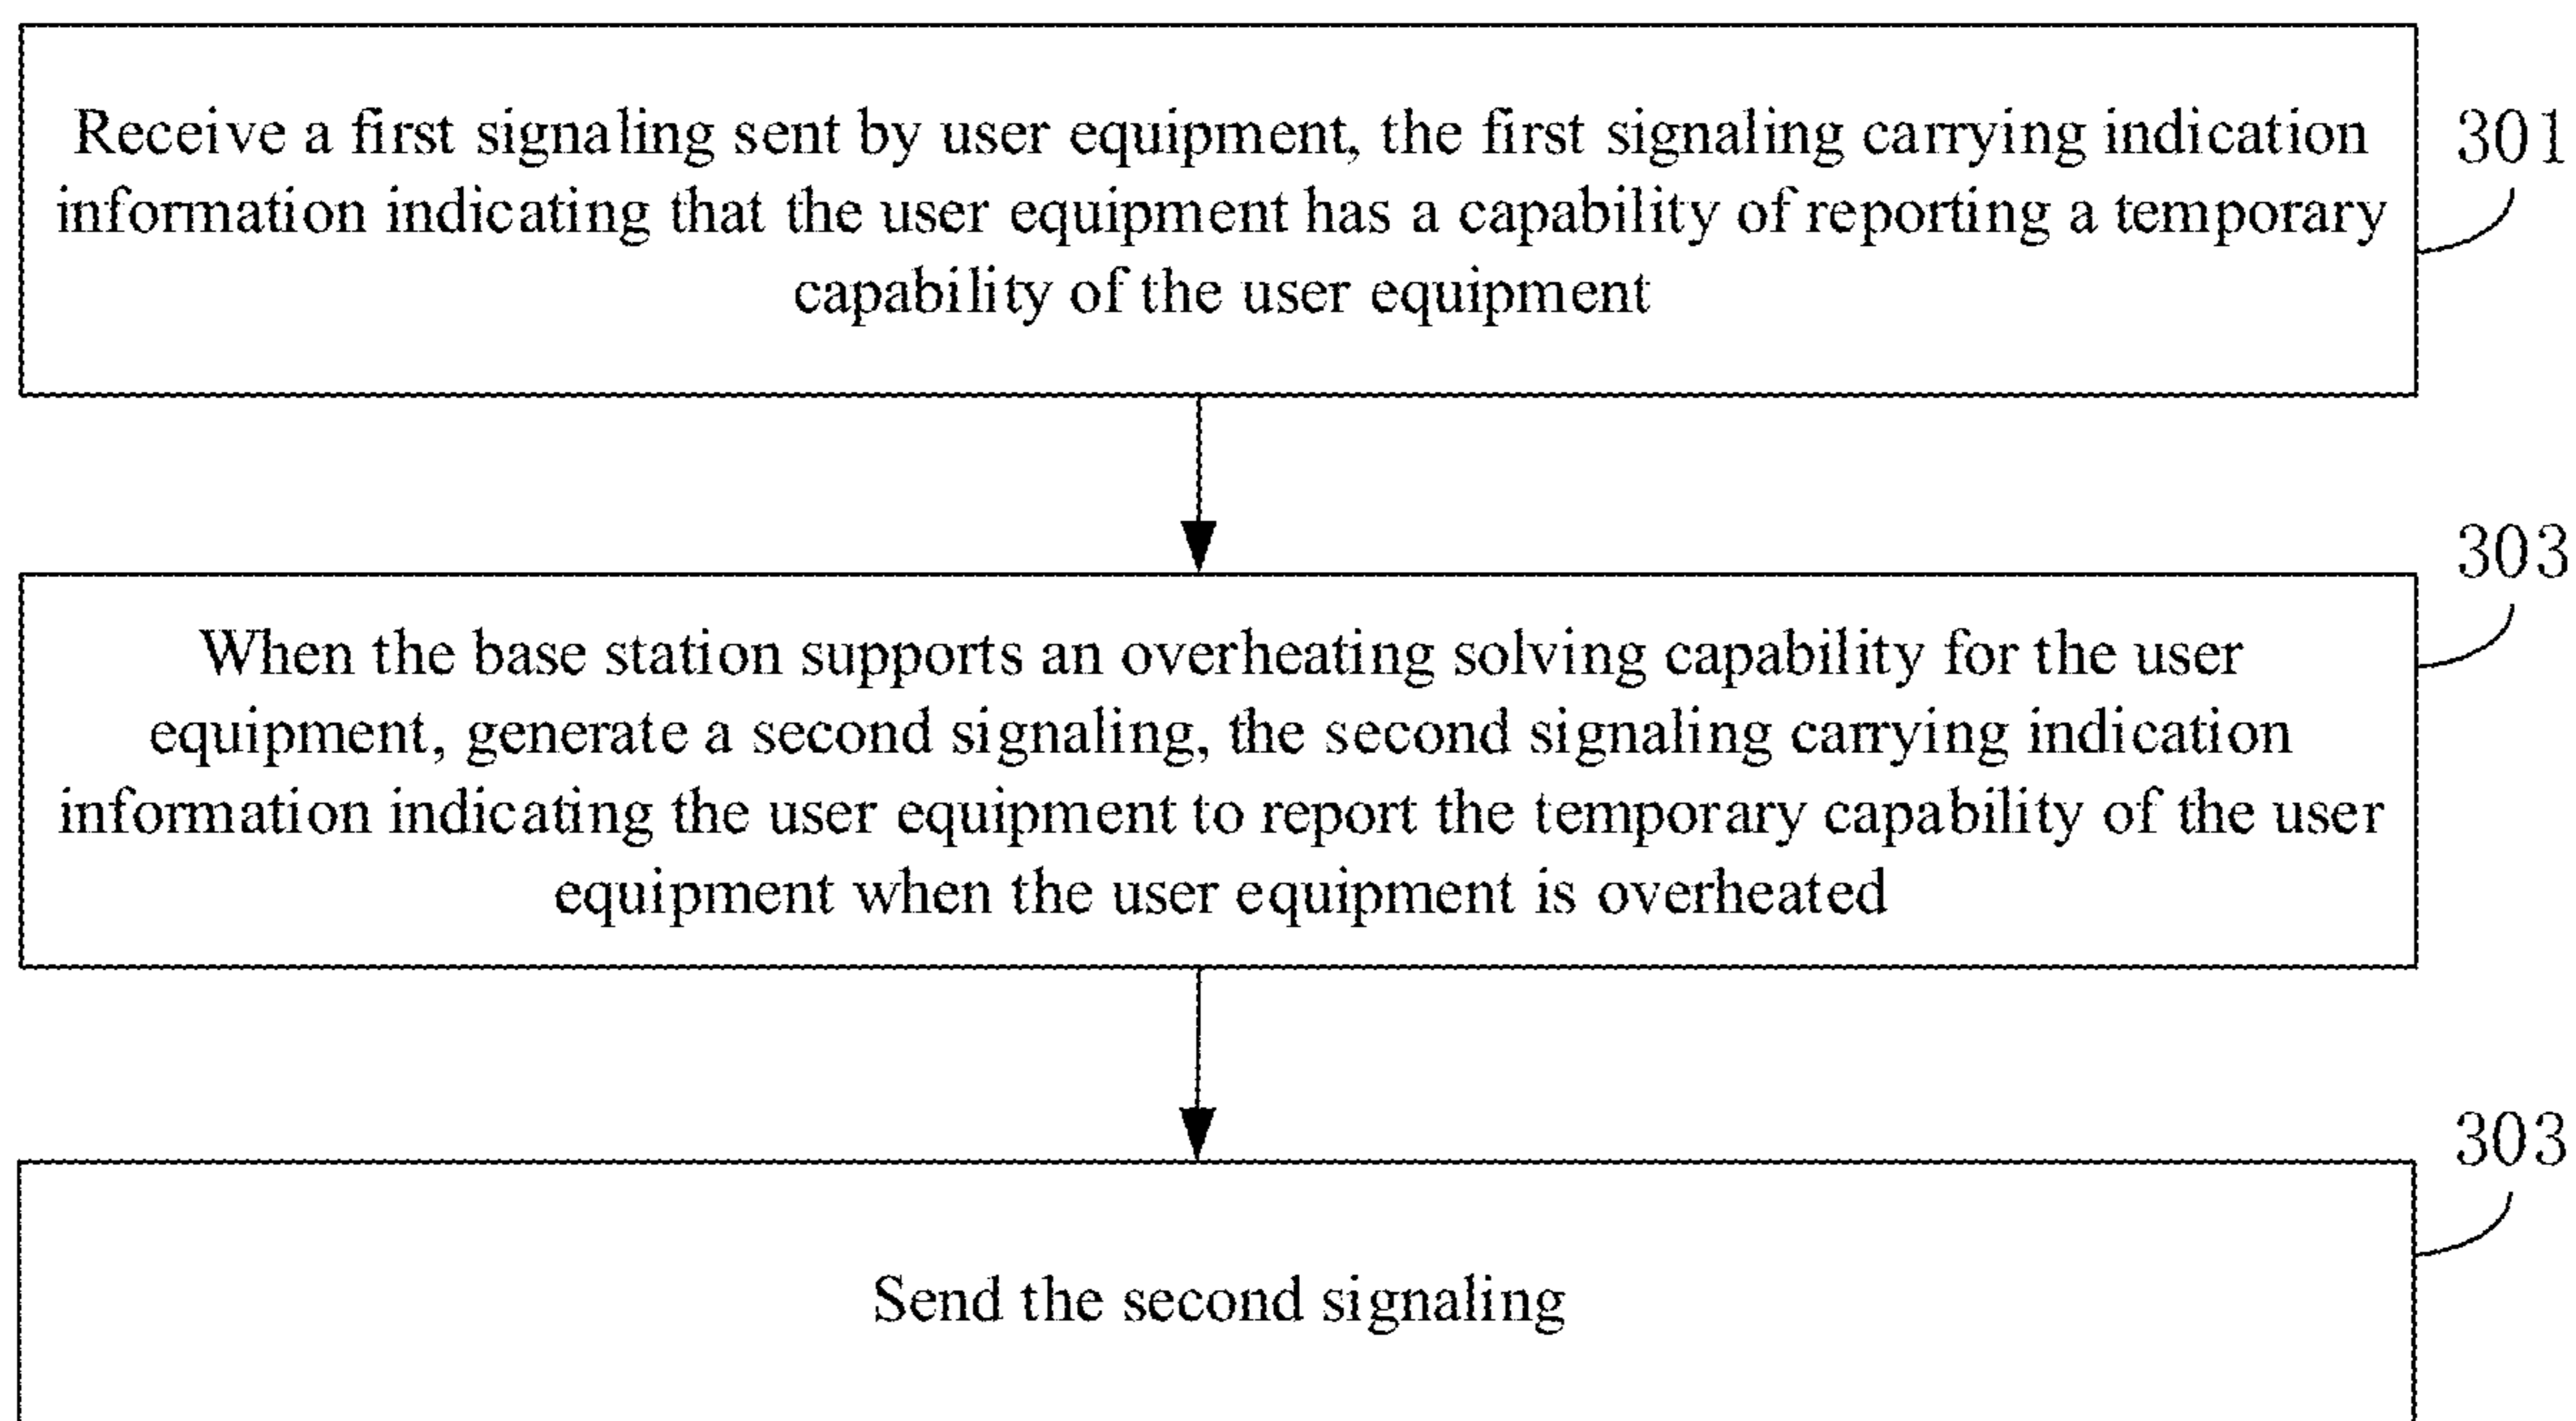 Receive a first signaling sent by user equipment, the first signaling carrying indication
301
information indicating that the user equipment has a capability of reporting a temporary
capability of the user equipment
303
When the base station supports an overheating solving capability for the user
equipment, generate a second signaling, the second signaling carrying indication
information indicating the user equipment to report the temporary capability of the user
equipment when the user equipment is overheated
303
Send the second signaling